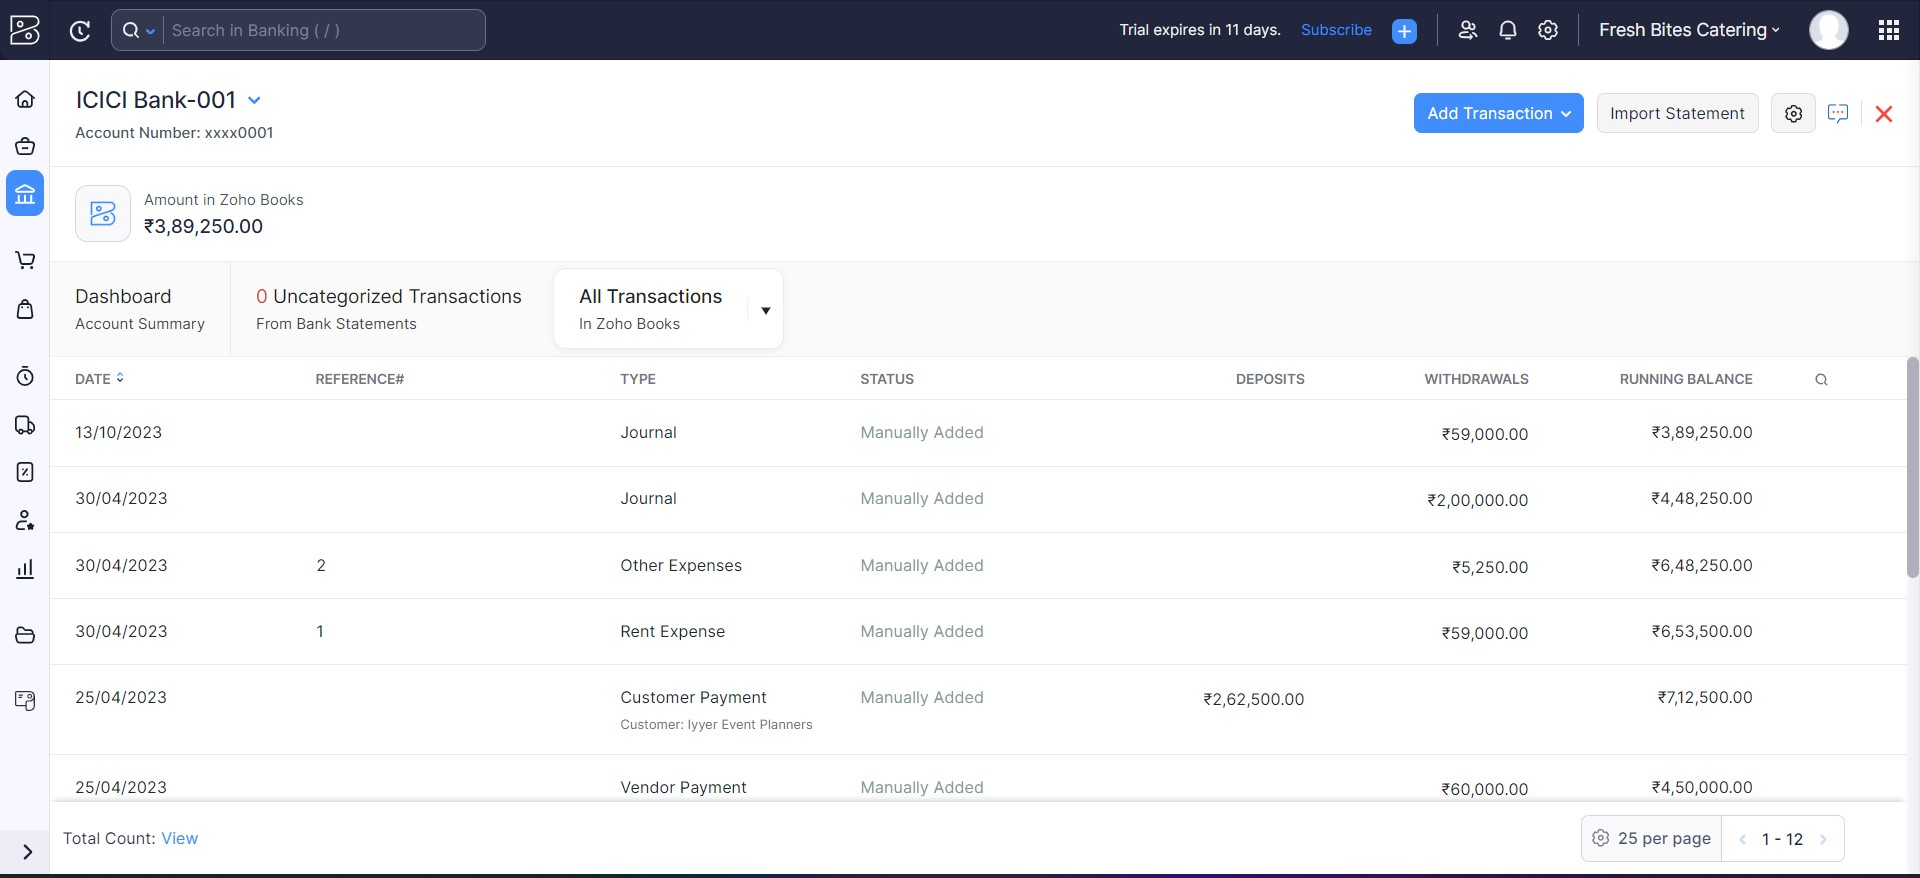 Search in Banking ( / )
Trial expires in 11 days. Subscribe
Fresh Bites Catering
ICICI Bank-001
Account Number: xxxx0001
Add Transaction
Import Statement
Amount in Zoho Books
₹3,89,250.00
Dashboard
Account Summary
0 Uncategorized Transactions
From Bank Statements
All Transactions
In Zoho Books
DATE REFERENCE# TYPE STATUS DEPOSITS WITHDRAWALS RUNNING BALANCE
13/10/2023 Journal Manually Added ₹59,000.00 ₹3,89,250.00
30/04/2023 Journal Manually Added ₹2,00,000.00 ₹4,48,250.00
30/04/2023 2 Other Expenses Manually Added ₹5,250.00 ₹6,48,250.00
30/04/2023 1 Rent Expense Manually Added ₹59,000.00 ₹6,53,500.00
25/04/2023 Customer Payment Manually Added ₹2,62,500.00 ₹7,12,500.00
Customer: Iyyer Event Planners
25/04/2023 Vendor Payment Manually Added ₹60,000.00 ₹4,50,000.00
Total Count: View
25 per page
1 - 12